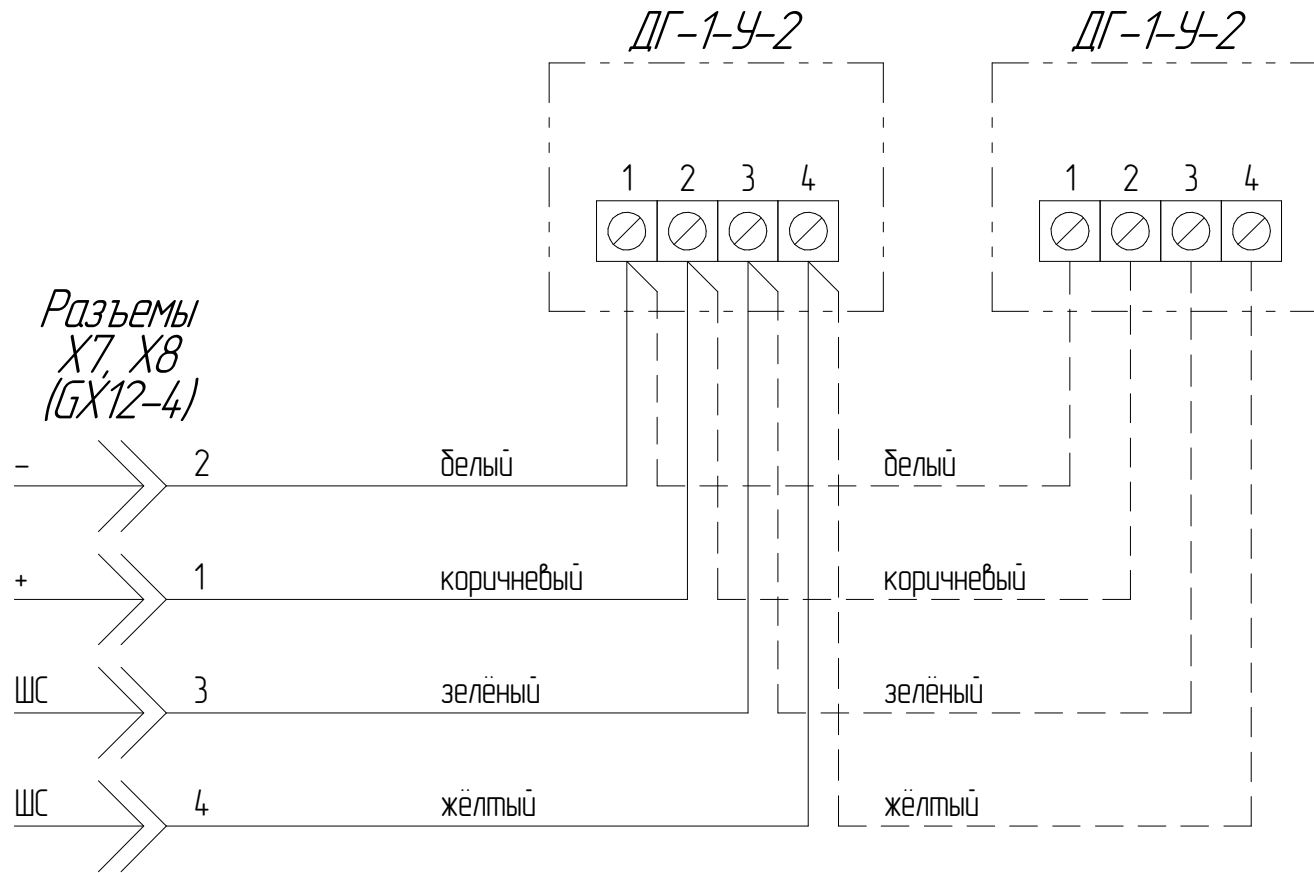 ДГ-1-У-2 ДГ-1-У-2
1 2 3 4 1 2 3 4
Разъемы
X7, X8
(GX12-4)
- 2 белый белый
+ 1 коричневый коричневый
ШС 3 зелёный зелёный
ШС 4 жёлтый жёлтый